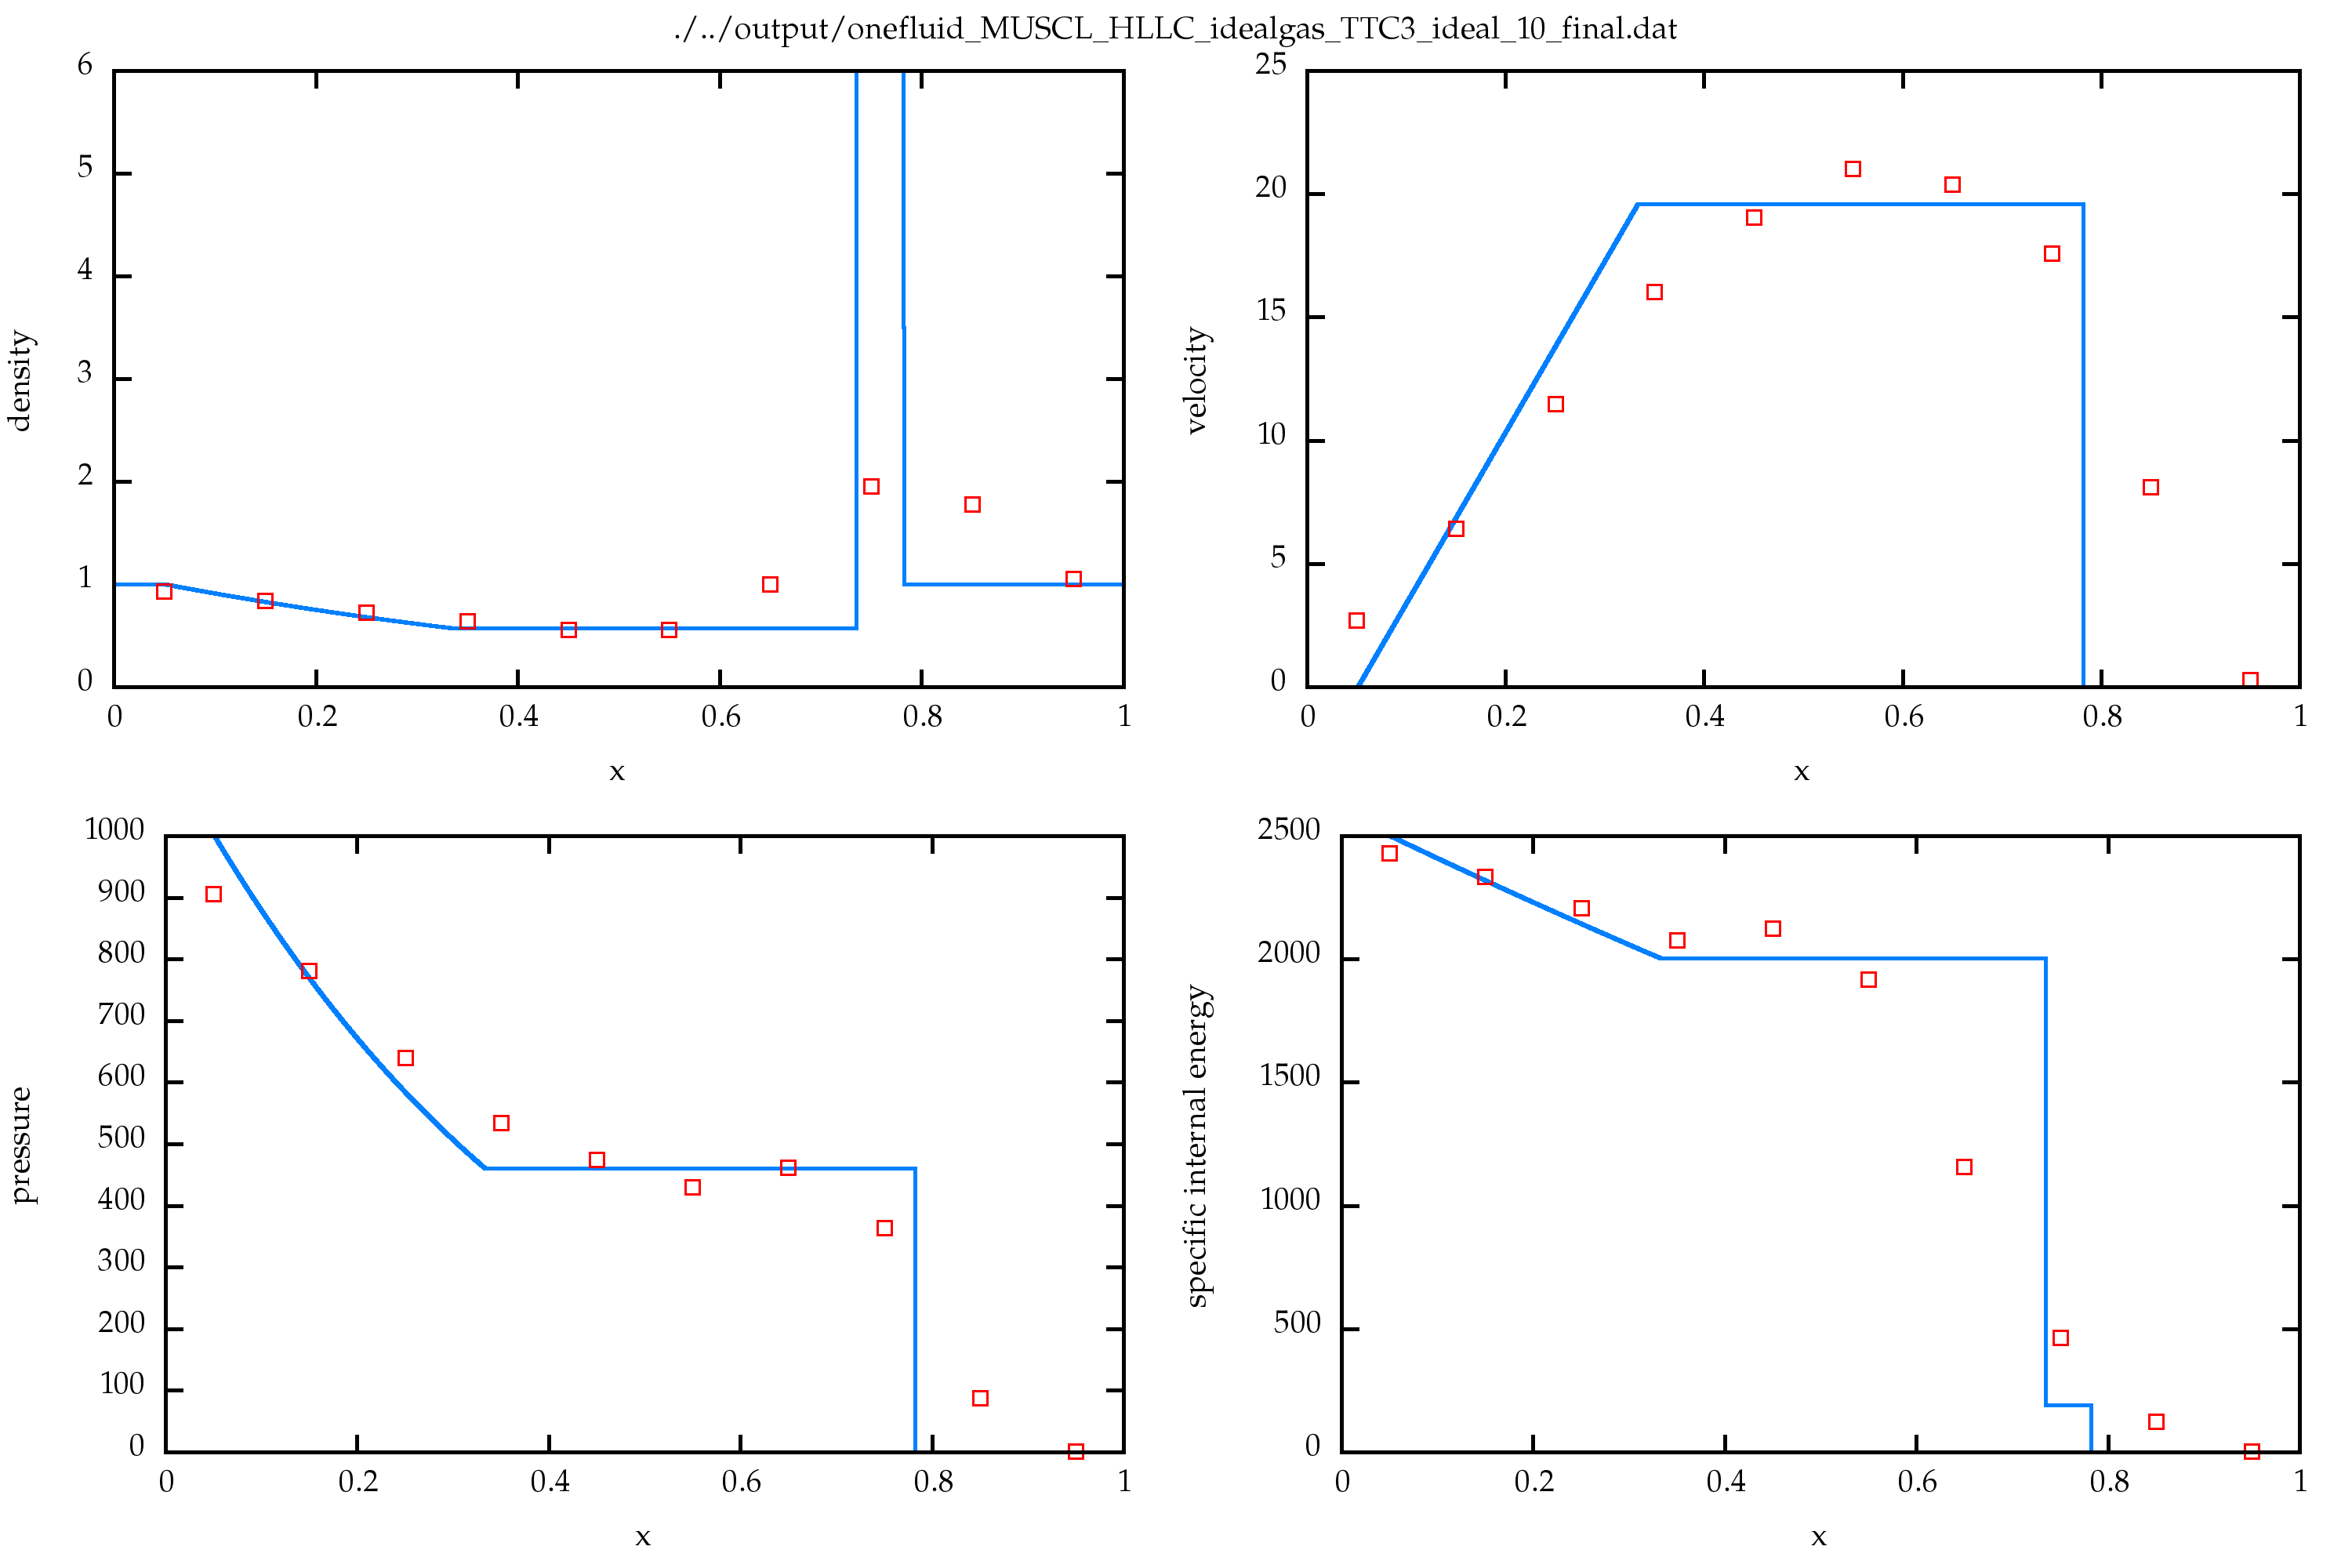 ./../output/onefluid_MUSCL_HLLC_idealgas_TTC3_ideal_10_final.dat
6
5
4
3
2
1
0
density
0 0.2 0.4 0.6 0.8 1
x
25
20
15
10
5
0
velocity
0 0.2 0.4 0.6 0.8 1
x
1000
900
800
700
600
500
400
300
200
100
0
pressure
0 0.2 0.4 0.6 0.8 1
x
2500
2000
1500
1000
500
0
specific internal energy
0 0.2 0.4 0.6 0.8 1
x